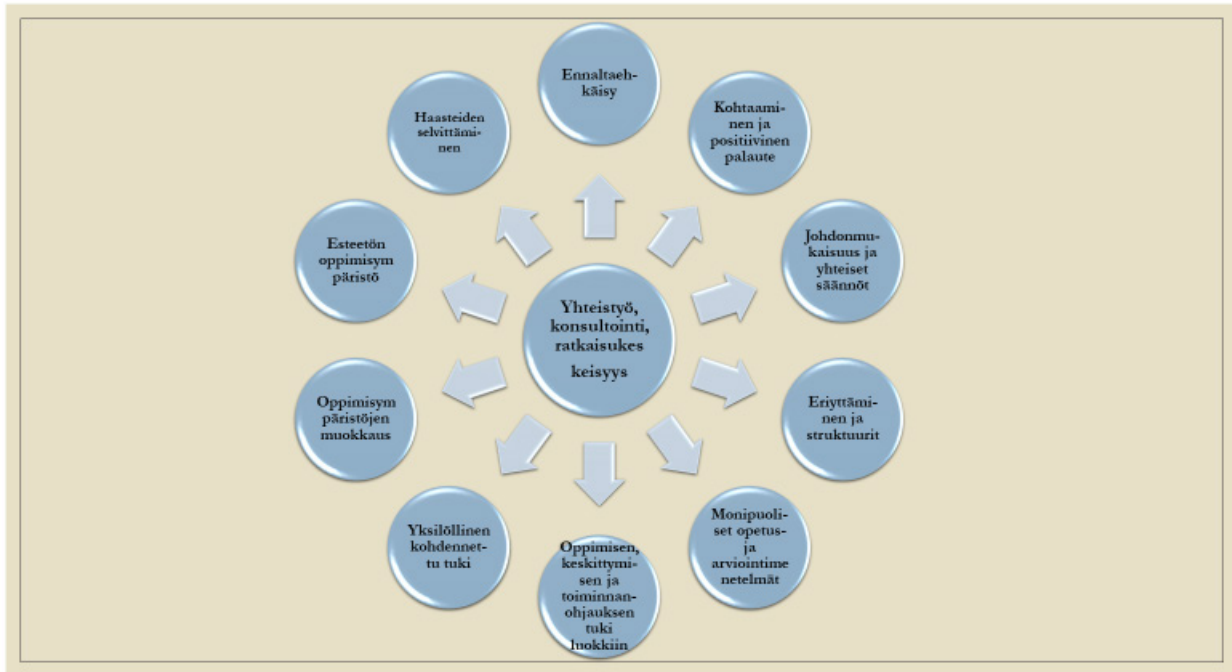 Ennaltaeh-
käisy
Kohtaami-
nen ja
positiivinen
palaute
Johdonmu-
kaisuus ja
yhteiset
säännöt
Eriyttämi-
nen ja
struktuurit
Monipuoli-
set opetus-
ja
arviointime
netelmät
Oppimisen,
keskittymi-
sen ja
toiminnan-
ohjauksen
tuki
luokkiin
Yksilöllinen
kohdennet-
tu tuki
Oppimisym
päristöjen
muokkaus
Esteetön
oppimisym
päristö
Haasteiden
selvittämi-
nen
Yhteistyö,
konsultointi,
ratkaisukes
keisyys